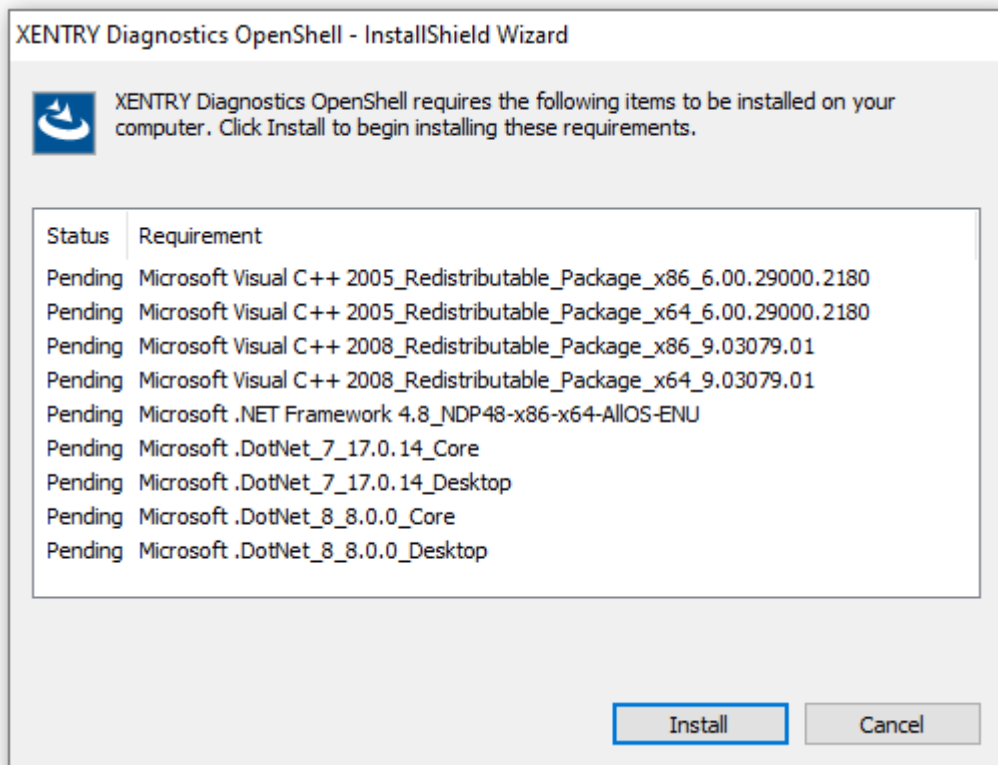 XENTRY Diagnostics OpenShell - InstallShield Wizard
XENTRY Diagnostics OpenShell requires the following items to be installed on your
computer. Click Install to begin installing these requirements.
Status Requirement
Pending Microsoft Visual C++ 2005_Redistributable_Package_x86_6.00.29000.2180
Pending Microsoft Visual C++ 2005_Redistributable_Package_x64_6.00.29000.2180
Pending Microsoft Visual C++ 2008_Redistributable_Package_x86_9.03079.01
Pending Microsoft Visual C++ 2008_Redistributable_Package_x64_9.03079.01
Pending Microsoft .NET Framework 4.8_NDP48-x86-x64-AllOS-ENU
Pending Microsoft .DotNet_7_17.0.14_Core
Pending Microsoft .DotNet_7_17.0.14_Desktop
Pending Microsoft .DotNet_8_8.0.0_Core
Pending Microsoft .DotNet_8_8.0.0_Desktop
Install Cancel